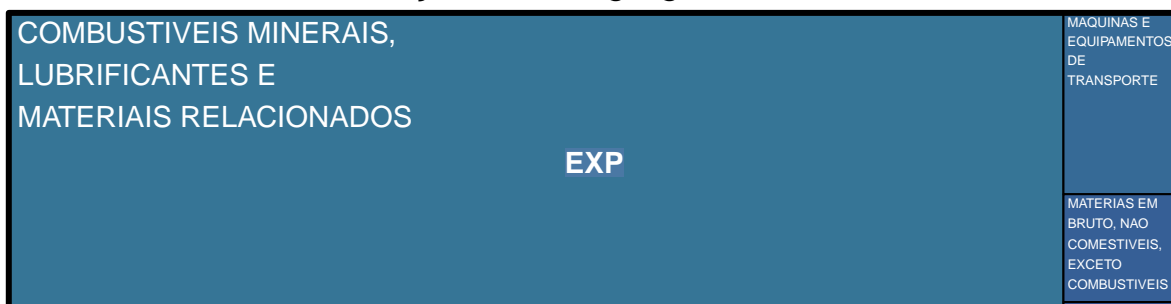 COMBUSTIVEIS MINERAIS,
LUBRIFICANTES E
MATERIAIS RELACIONADOS
EXP
MAQUINAS E
EQUIPAMENTOS
DE
TRANSPORTE
MATERIAS EM
BRUTO, NAO
COMESTIVEIS,
EXCETO
COMBUSTIVEIS